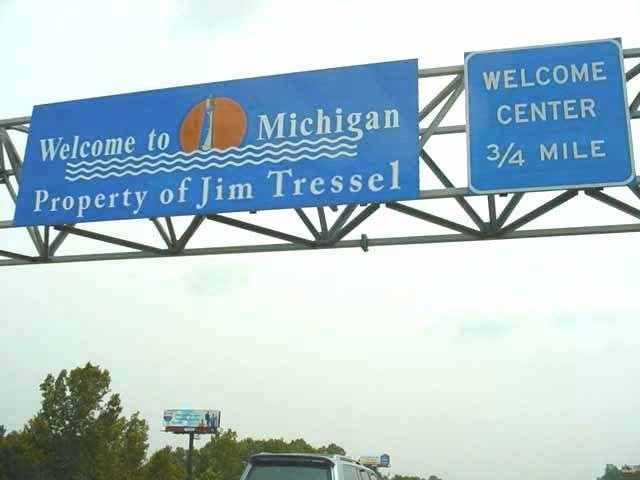 Welcome to Michigan
Property of Jim Tressel
WELCOME
CENTER
3/4 MILE